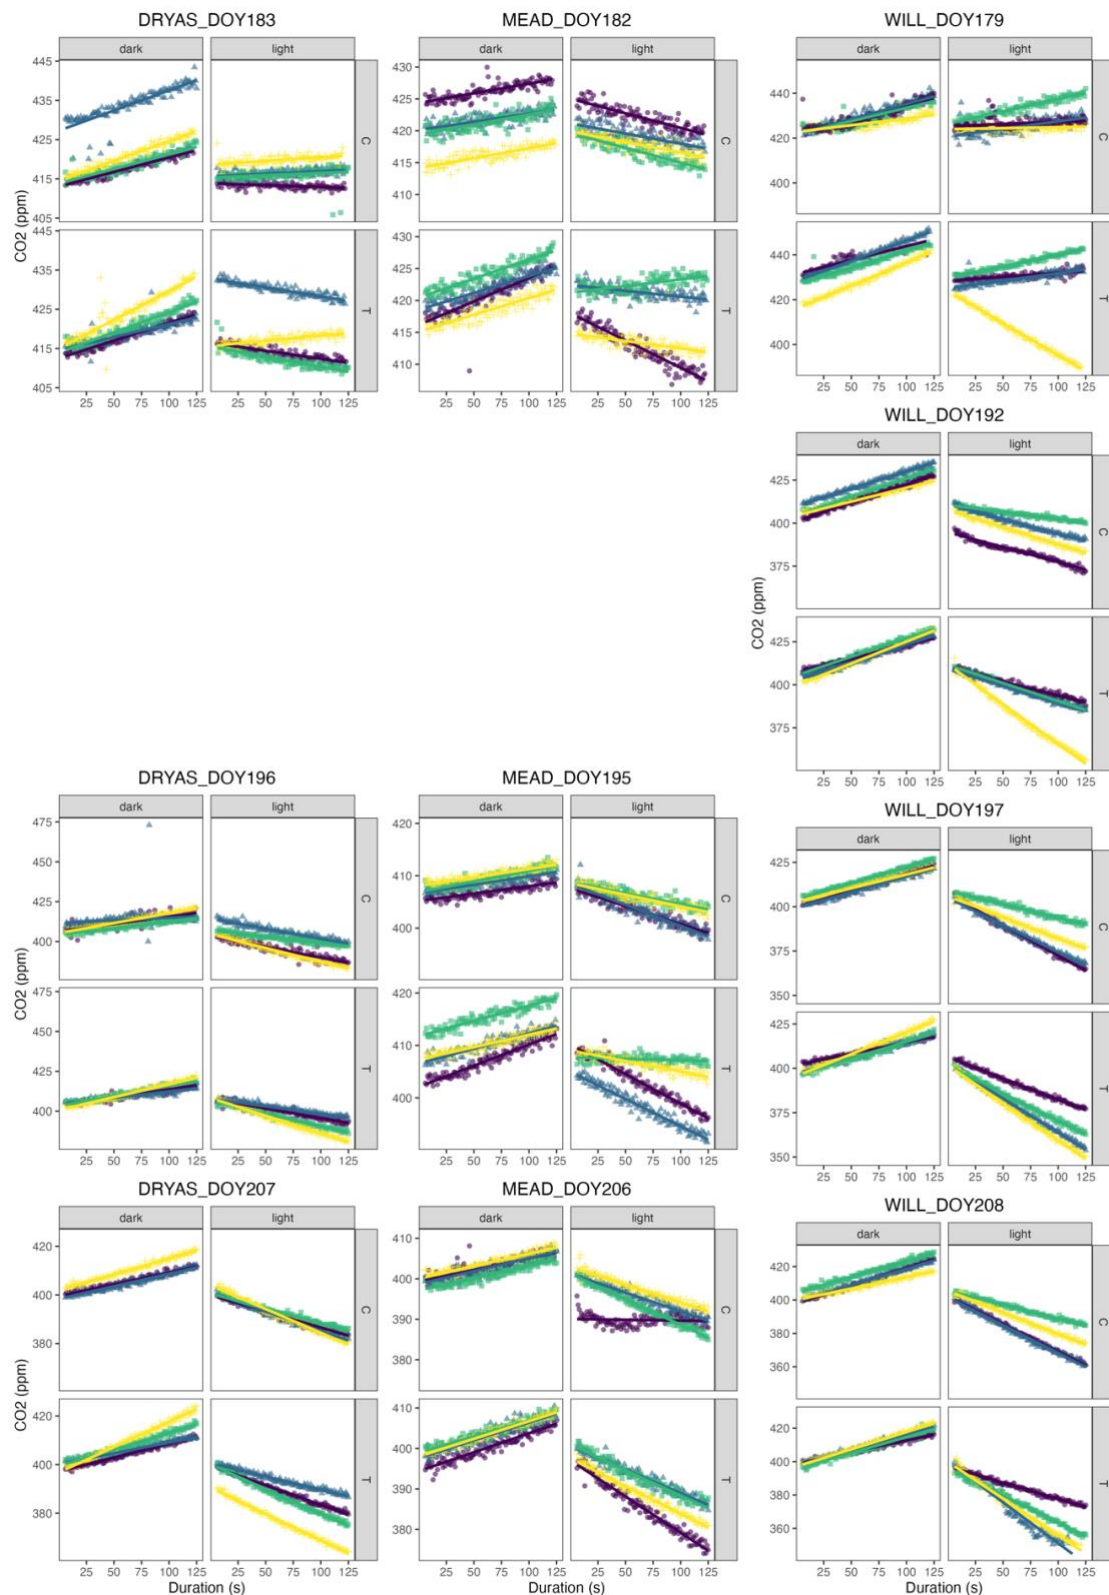 DRYAS_DOY183
dark
light
445
435
425
415
405
C
445
435
425
415
405
T
CO2 (ppm)
25 50 75 100 125
25 50 75 100 125
MEAD_DOY182
dark
light
430
425
420
415
410
C
430
425
420
415
410
T
25 50 75 100 125
25 50 75 100 125
WILL_DOY179
dark
light
440
420
400
C
440
420
400
T
25 50 75 100 125
25 50 75 100 125
WILL_DOY192
dark
light
425
400
375
C
425
400
375
T
CO2 (ppm)
25 50 75 100 125
25 50 75 100 125
DRYAS_DOY196
dark
light
475
450
425
400
C
475
450
425
400
T
CO2 (ppm)
25 50 75 100 125
25 50 75 100 125
MEAD_DOY195
dark
light
420
410
400
C
420
410
400
T
25 50 75 100 125
25 50 75 100 125
WILL_DOY197
dark
light
425
400
375
350
C
425
400
375
350
T
25 50 75 100 125
25 50 75 100 125
DRYAS_DOY207
dark
light
420
400
380
C
420
400
380
T
CO2 (ppm)
25 50 75 100 125
25 50 75 100 125
Duration (s)
MEAD_DOY206
dark
light
410
400
390
380
C
410
400
390
380
T
25 50 75 100 125
25 50 75 100 125
Duration (s)
WILL_DOY208
dark
light
420
400
380
360
C
420
400
380
360
T
25 50 75 100 125
25 50 75 100 125
Duration (s)